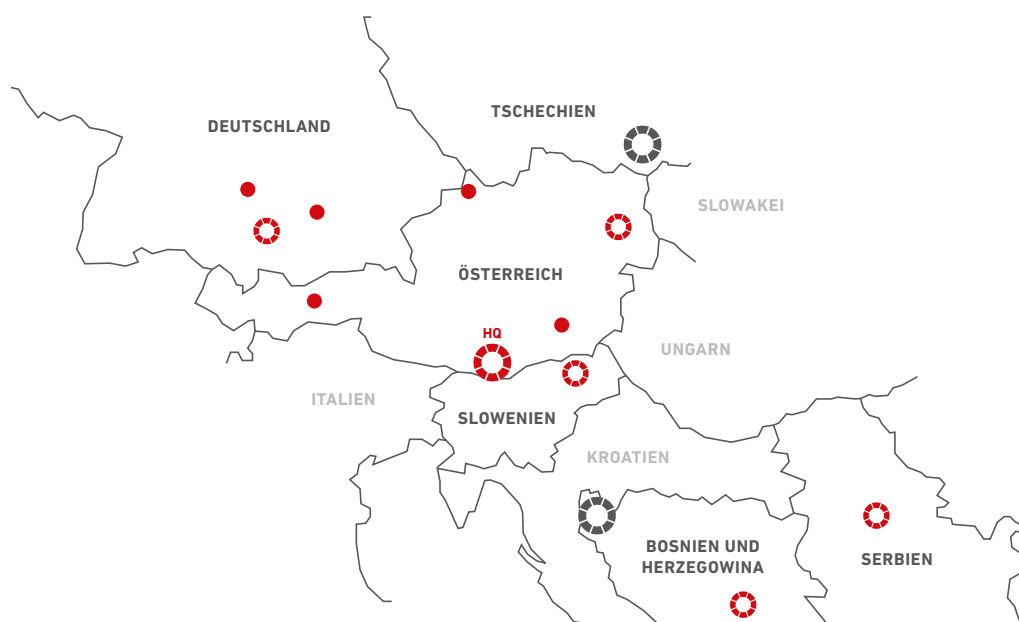 TSCHECHIEN
DEUTSCHLAND
SLOWAKEI
ÖSTERREICH
HQ
UNGARN
ITALIEN
SLOWENIEN
KROATIEN
BOSNIEN UND
HERZEGOWINA
SERBIEN